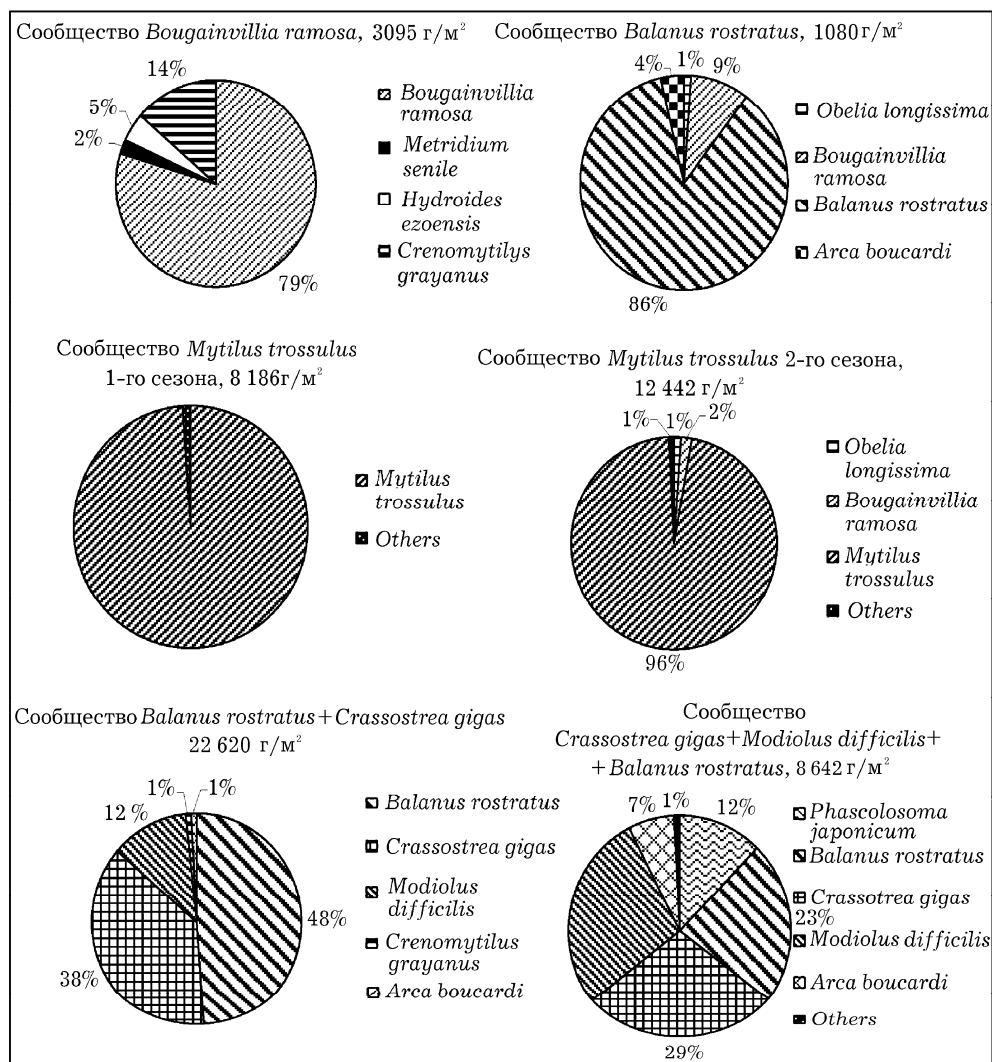 Сообщество Bougainvillia ramosa, 3095 г/м²
14%
5%
2%
79%
Bougainvillia
ramosa
Metridium
senile
Hydroides
ezoensis
Crenomytilys
grayanus
Сообщество Balanus rostratus, 1080 г/м²
4%
1%
9%
86%
Obelia longissima
Bougainvillia
ramosa
Balanus rostratus
Arca boucardi
Сообщество Mytilus trossulus
1-го сезона, 8 186г/м²
Mytilus
trossulus
Others
Сообщество Mytilus trossulus 2-го сезона,
12 442 г/м²
1%
1%
2%
96%
Obelia
longissima
Bougainvillia
ramosa
Mytilus
trossulus
Others
Сообщество Balanus rostratus+Crassostrea gigas
22 620 г/м²
1%
1%
12 %
48%
38%
Balanus rostratus
Crassostrea gigas
Modiolus
difficilis
Crenomytilus
grayanus
Arca boucardi
Сообщество
Crassostrea gigas+Modiolus difficilis+
+Balanus rostratus, 8 642 г/м²
7%
1%
12%
23%
29%
Phascolosoma
japonicum
Balanus rostratus
Crassotrea gigas
Modiolus difficilis
Arca boucardi
Others